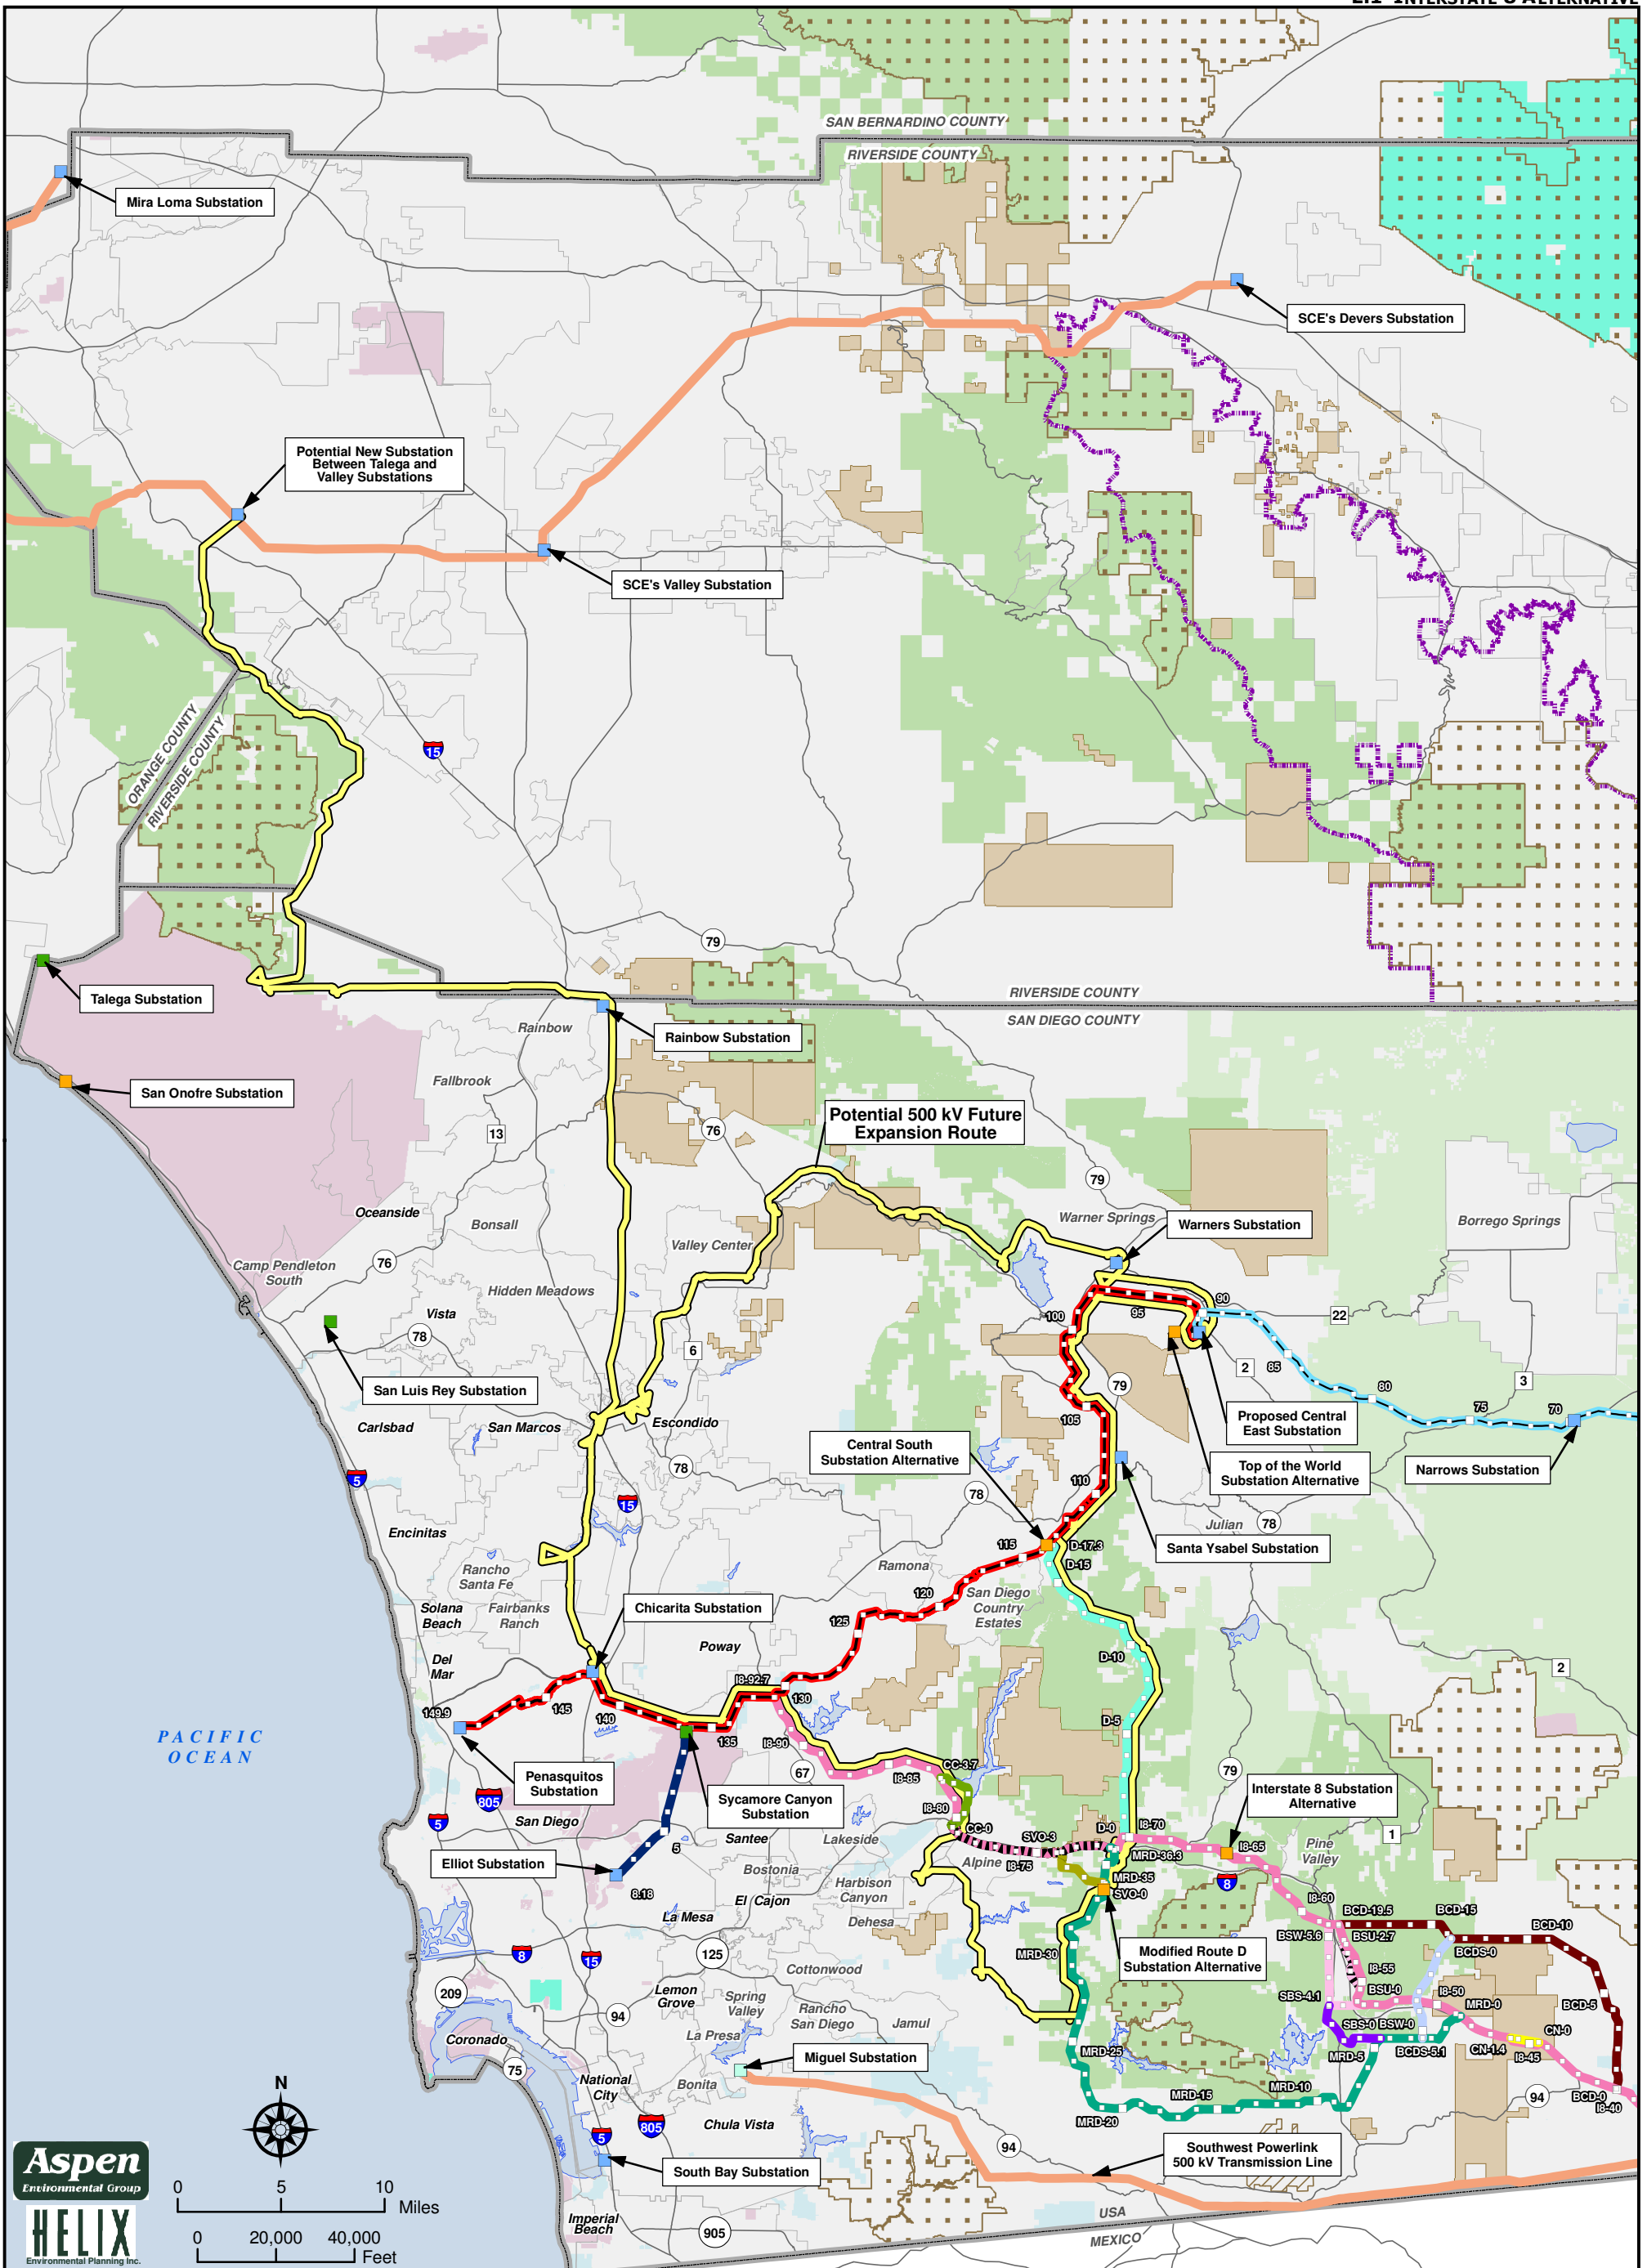 2.1 INTERSTATE 8 ALTERNATIVE
SAN BERNARDINO COUNTY
RIVERSIDE COUNTY
Mira Loma Substation
SCE's Devers Substation
Potential New Substation
Between Talega and
Valley Substations
SCE's Valley Substation
ORANGE COUNTY
RIVERSIDE COUNTY
15
79
Talega Substation
RIVERSIDE COUNTY
SAN DIEGO COUNTY
Rainbow
Rainbow Substation
San Onofre Substation
Fallbrook
Potential 500 kV Future
Expansion Route
13
76
79
Oceanside
Bonsall
Warner Springs
Warners Substation
Borrego Springs
Valley Center
76
Camp Pendleton
South
Hidden Meadows
Vista
78
100
95
90
22
6
2
85
80
3
San Luis Rey Substation
79
75
70
Carlsbad
San Marcos
Escondido
105
Proposed Central
East Substation
Central South
Substation Alternative
Top of the World
Substation Alternative
Narrows Substation
5
78
110
15
78
Encinitas
Julian
78
115
D-17.3
Santa Ysabel Substation
D-15
Rancho
Santa Fe
Ramona
120
San Diego
Country
Estates
Solana
Beach
Fairbanks
Ranch
Chicarita Substation
125
Poway
Del
Mar
D-10
2
I8-92.7
130
149.9
145
140
135
I8-90
D-5
PACIFIC
OCEAN
67
CC-3.7
I8-85
79
Penasquitos
Substation
Sycamore Canyon
Substation
Interstate 8 Substation
Alternative
805
5
San Diego
I8-80
CC-0
D-0
I8-70
Santee
Lakeside
SVO-3
I8-65
Pine
Valley
1
5
Elliot Substation
Alpine
I8-75
MRD-36.3
Bostonia
MRD-35
8
8.18
Harbison
Canyon
SVO-0
El Cajon
I8-60
La Mesa
Dehesa
BCD-19.5
BCD-15
BCD-10
BSW-5.6
BSU-2.7
8
15
125
MRD-30
Modified Route D
Substation Alternative
BCDS-0
Cottonwood
I8-55
209
Lemon
Grove
Spring
Valley
SBS-4.1
BSU-0
I8-50
MRD-0
BCD-5
94
Rancho
San Diego
Jamul
SBS-0
BSW-0
CN-0
Coronado
La Presa
MRD-25
MRD-5
BCDS-5.1
CN-1.4
I8-45
75
Miguel Substation
National
City
Bonita
MRD-15
MRD-10
94
BCD-0
I8-40
N
805
Chula Vista
MRD-20
5
94
Southwest Powerlink
500 kV Transmission Line
South Bay Substation
Aspen
Environmental Group
0
5
10
Miles
HELIX
Environmental Planning Inc.
0
20,000
40,000
Feet
Imperial
Beach
905
USA
MEXICO